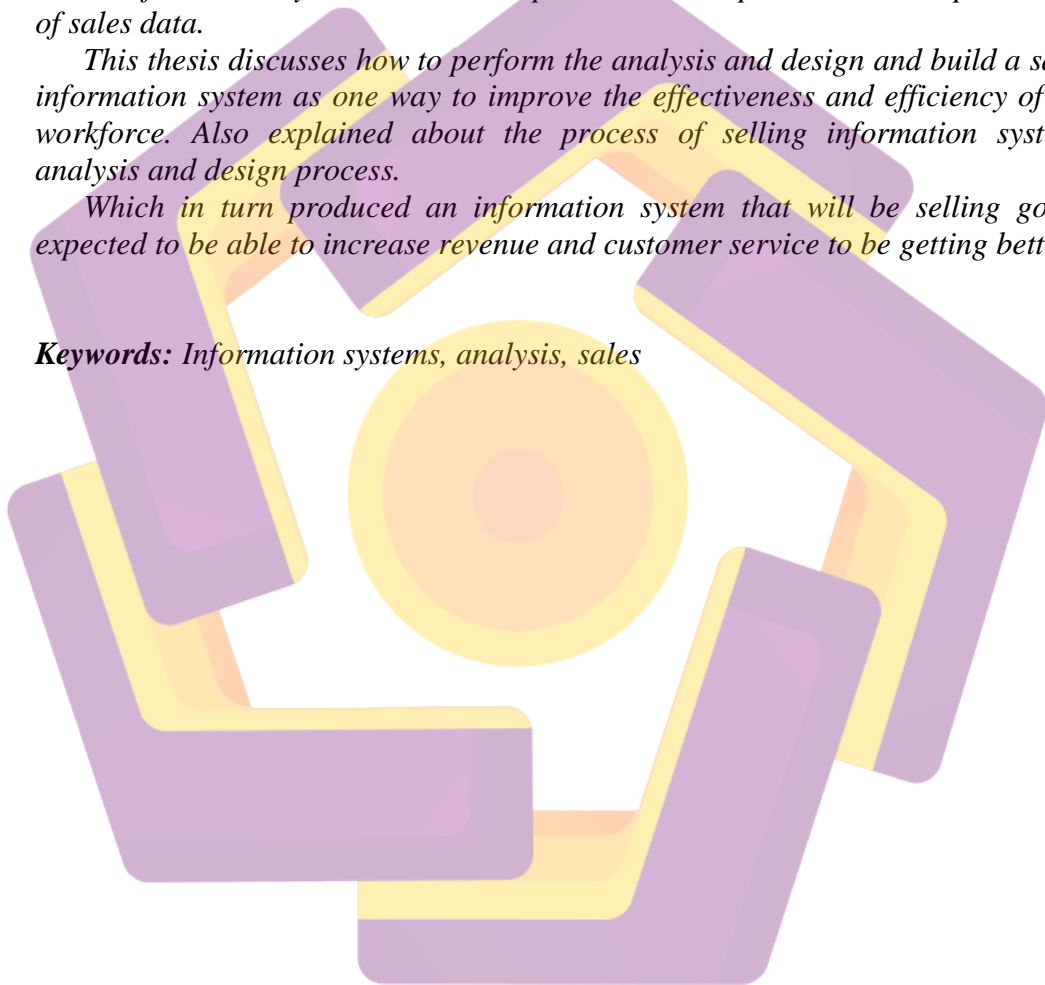 of sales data.
This thesis discusses how to perform the analysis and design and build a
information system as one way to improve the effectiveness and efficiency of
workforce. Also explained about the process of selling information
analysis and design process.
Which in turn produced an information system that will be selling
expected to be able to increase revenue and customer service to be getting
Keywords: Information systems, analysis, sales